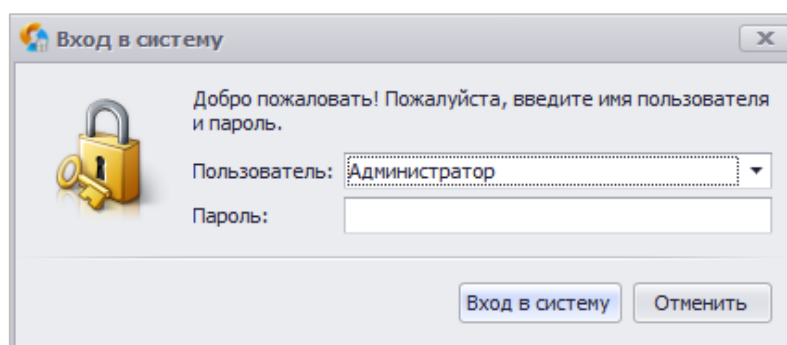 Вход в систему
Добро пожаловать! Пожалуйста, введите имя пользователя
и пароль.
Пользователь: Администратор
Пароль:
Вход в систему Отменить